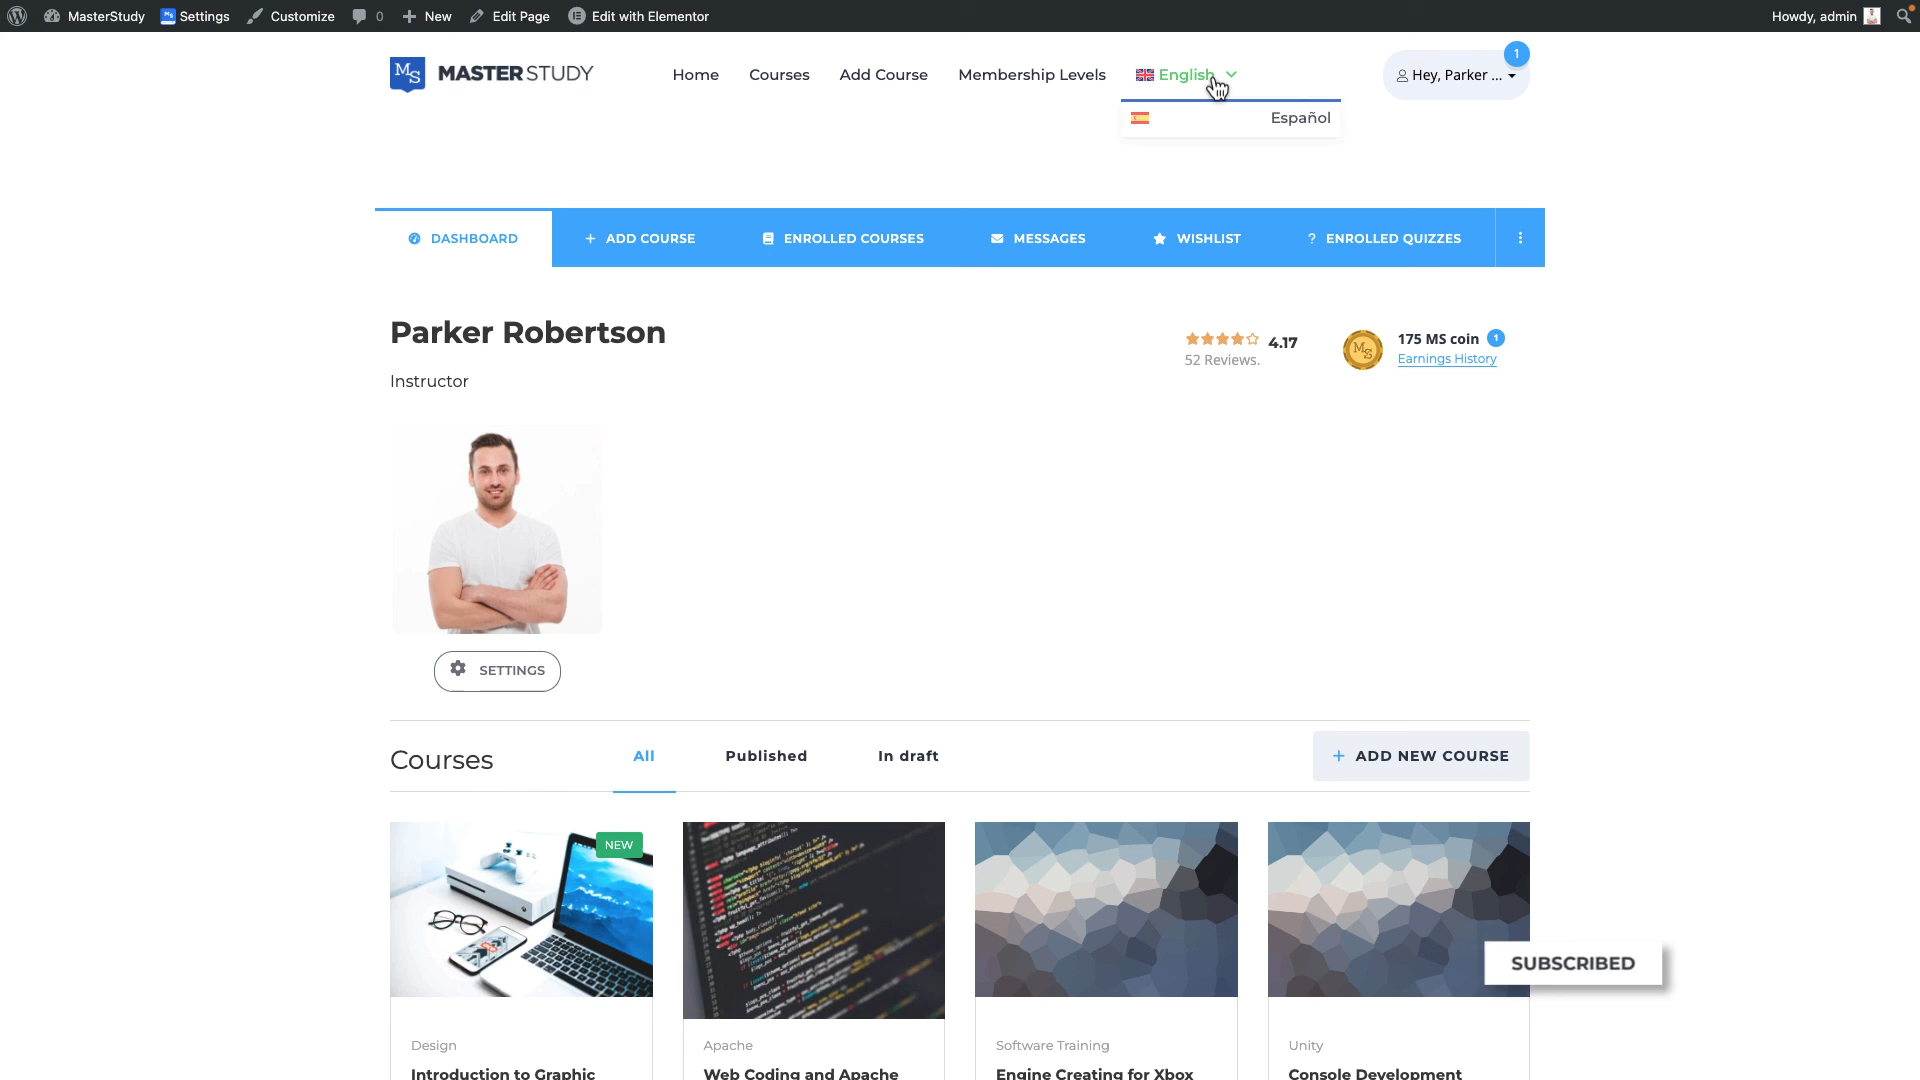 MasterStudy Settings Customize 0 New Edit Page Edit with Elementor Howdy, admin
1
MS MASTERSTUDY Home Courses Add Course Membership Levels English Hey, Parker ...
Español
DASHBOARD + ADD COURSE ENROLLED COURSES MESSAGES WISHLIST ? ENROLLED QUIZZES
Parker Robertson
4.17
52 Reviews.
MS
175 MS coin 1
Earnings History
Instructor
SETTINGS
Courses All Published In draft + ADD NEW COURSE
NEW
SUBSCRIBED
Design
Introduction to Graphic
Apache
Web Coding and Apache
Software Training
Engine Creating for Xbox
Unity
Console Development